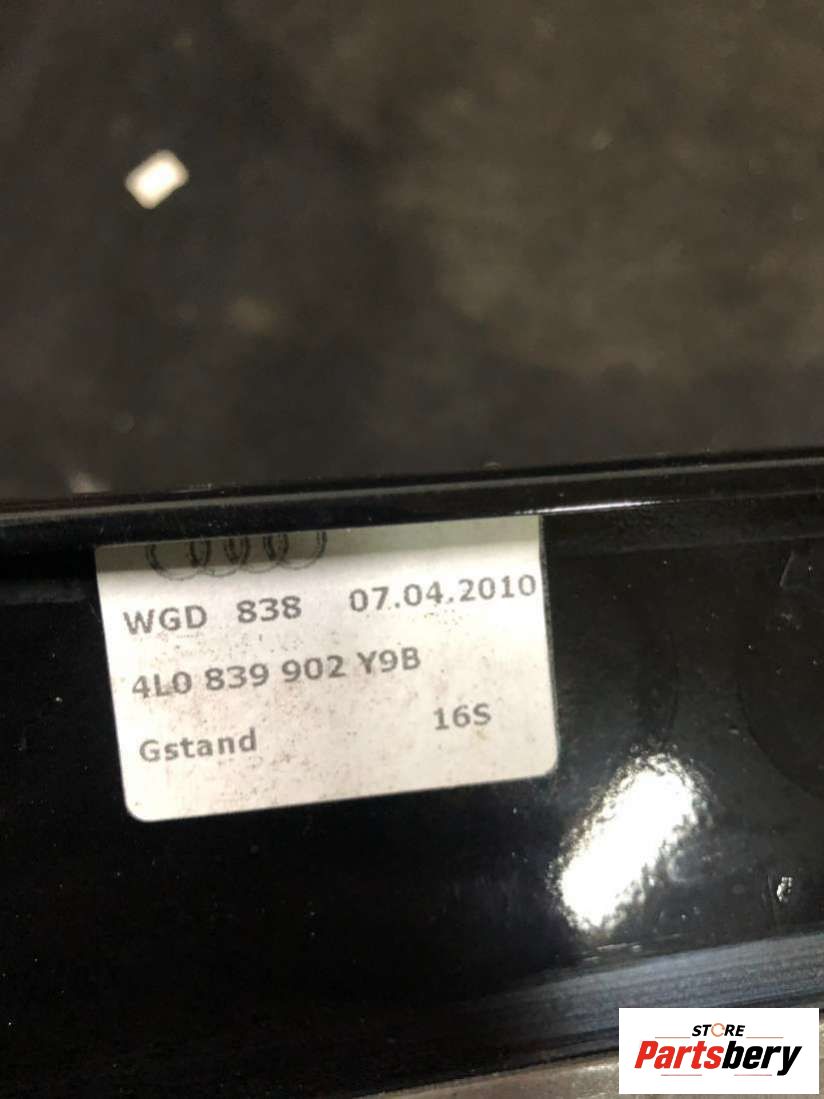 WGD 838 07.04.2010
4L0 839 902 Y9B
Gstand 16S
STORE
Partsbery